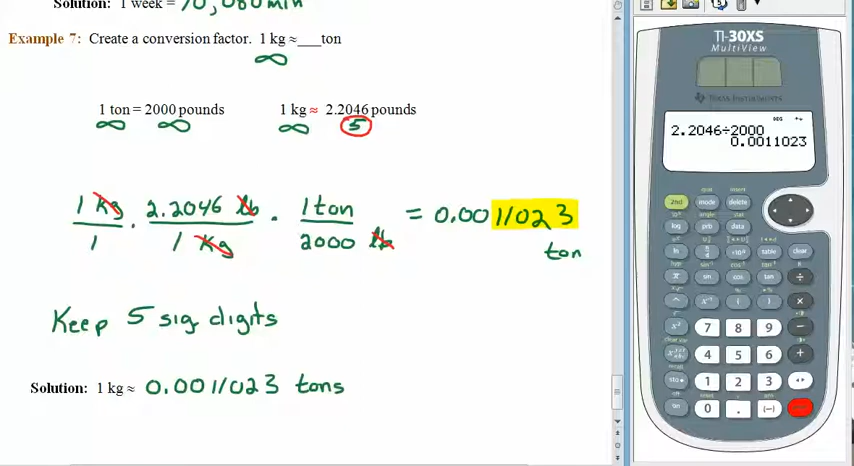 Solution: 1 week = 10,080 min
Example 7: Create a conversion factor. 1 kg ≈ ___ton
∞
1 ton = 2000 pounds 1 kg ≈ 2.2046 pounds
∞ ∞ ∞ 5
1 kg/1 · 2.2046 lb/1 kg · 1 ton/2000 lb = 0.0011023
ton
Keep 5 sig digits
Solution: 1 kg ≈ 0.0011023 tons
TI-30XS
MultiView
TEXAS INSTRUMENTS
DEG
2.2046÷2000
0.0011023
2nd mode delete
log prb data
ln table clear
π sin cos tan ÷
^ ( ) ×
x² 7 8 9 −
4 5 6 +
sto 1 2 3
on 0 . (−)